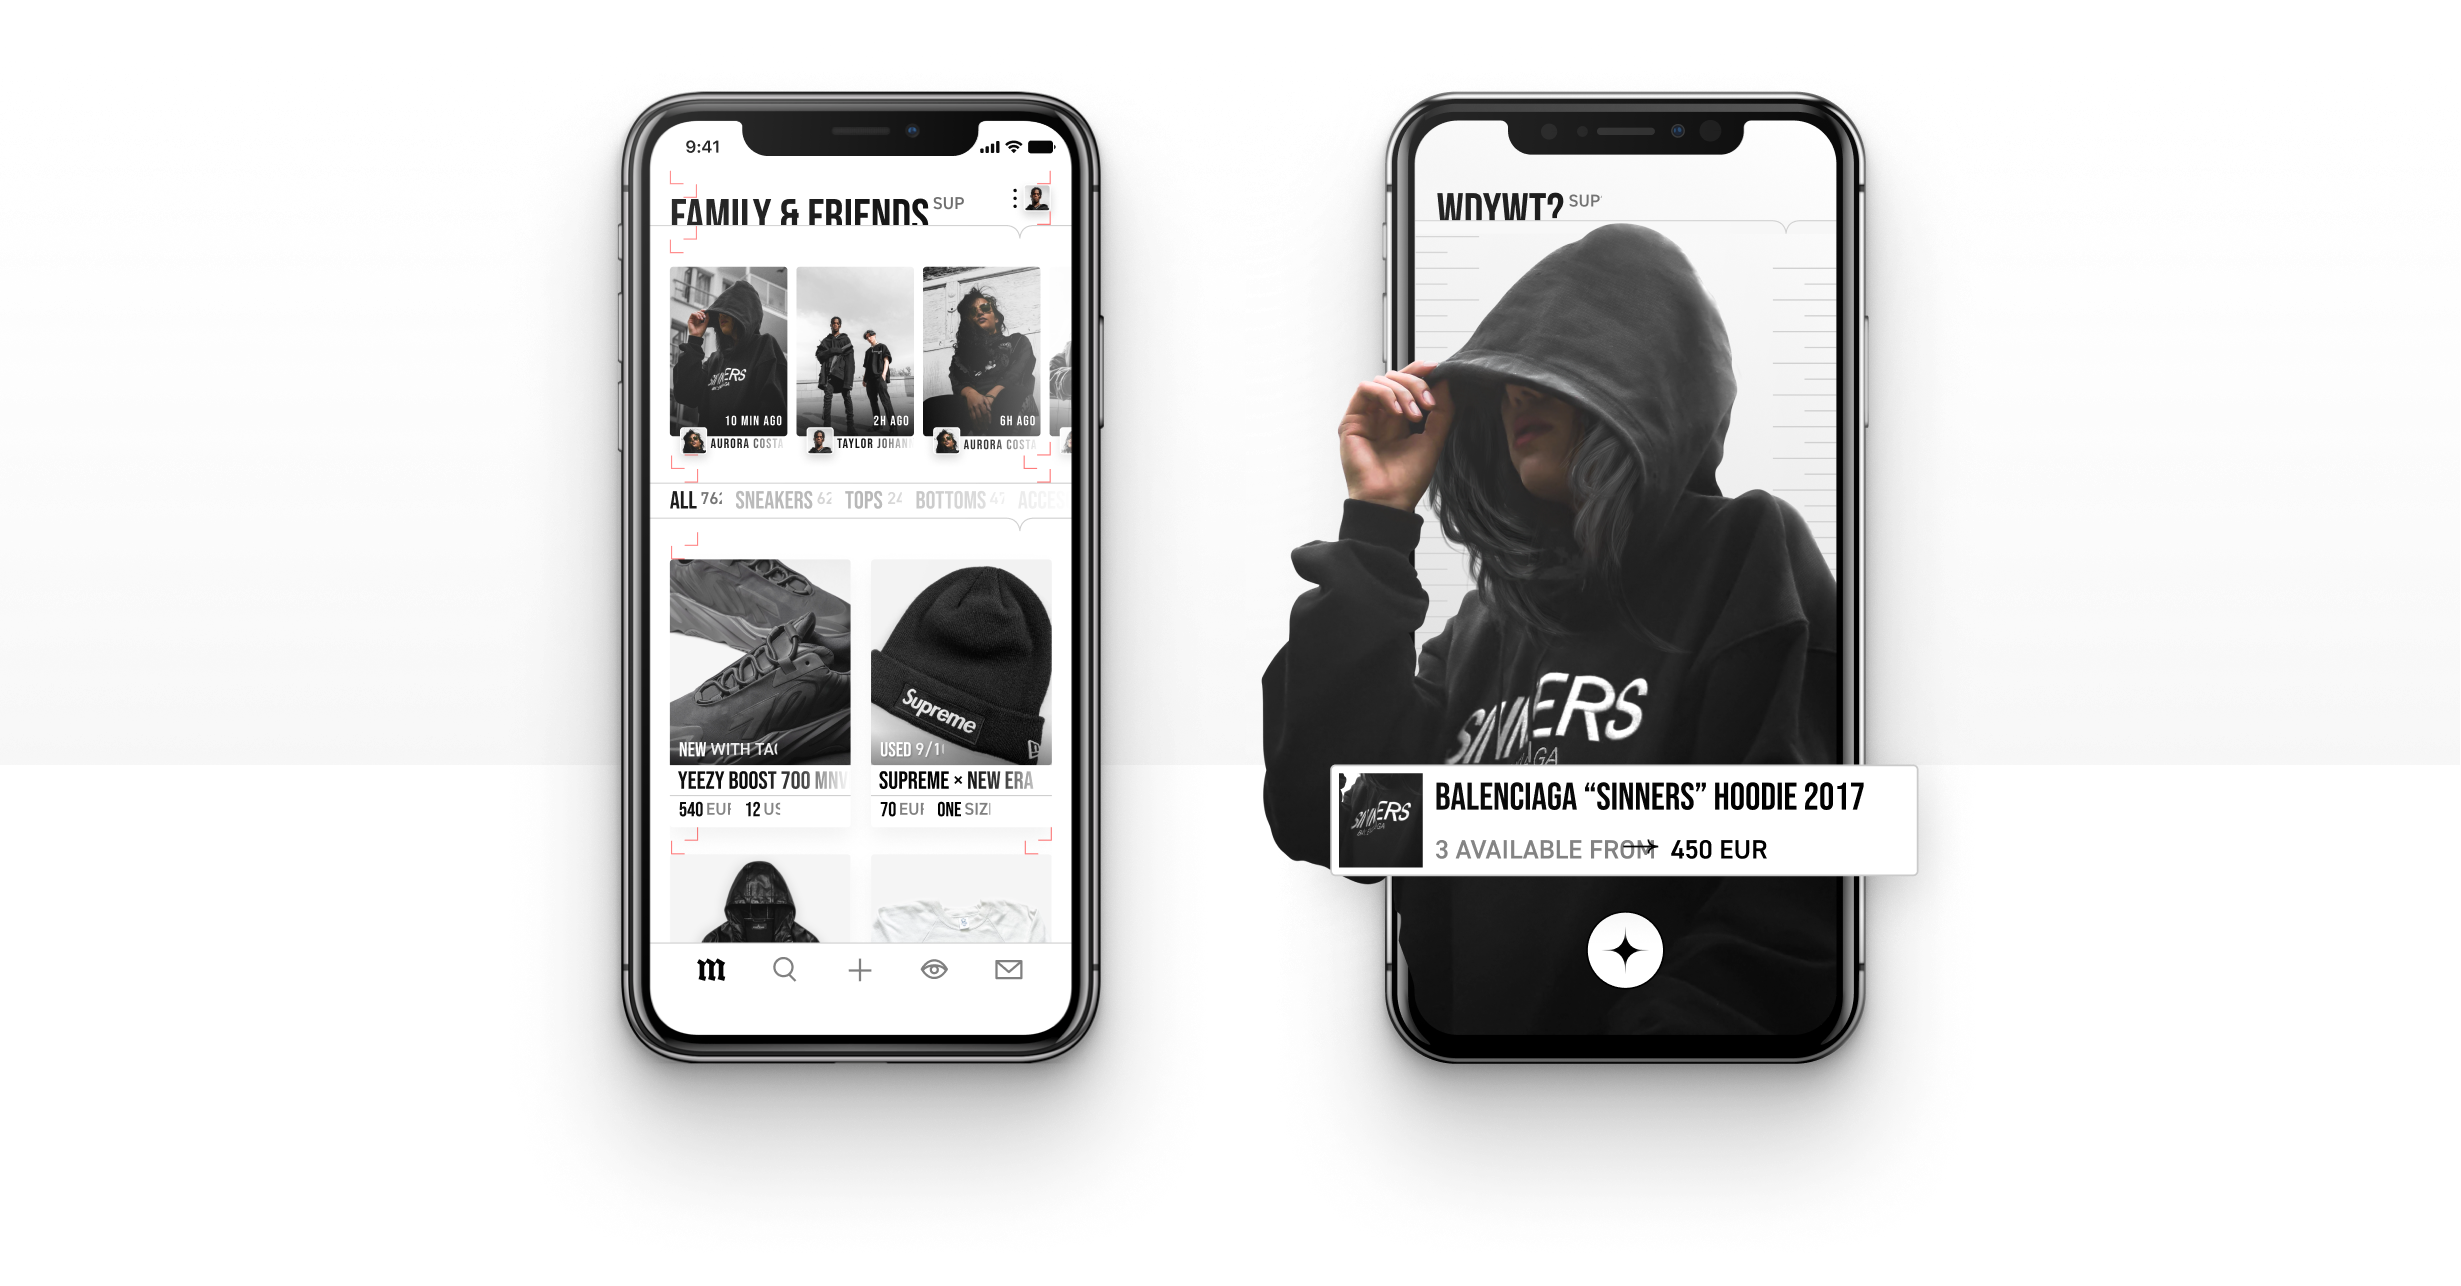 9:41
FAMILY & FRIENDS SUP
SINNERS
10 MIN AGO
2H AGO
6H AGO
AURORA COSTA
TAYLOR JOHAN
AURORA COSTA
ALL 762 SNEAKERS 62 TOPS 24 BOTTOMS 47 ACCES
Supreme
NEW WITH TAG
USED 9/10
YEEZY BOOST 700 MNV
SUPREME × NEW ERA
540 EUR 12 US
70 EUR ONE SIZE
m
WDYWT? SUP
SINNERS
SINNERS
BALENCIAGA “SINNERS” HOODIE 2017
3 AVAILABLE FROM → 450 EUR